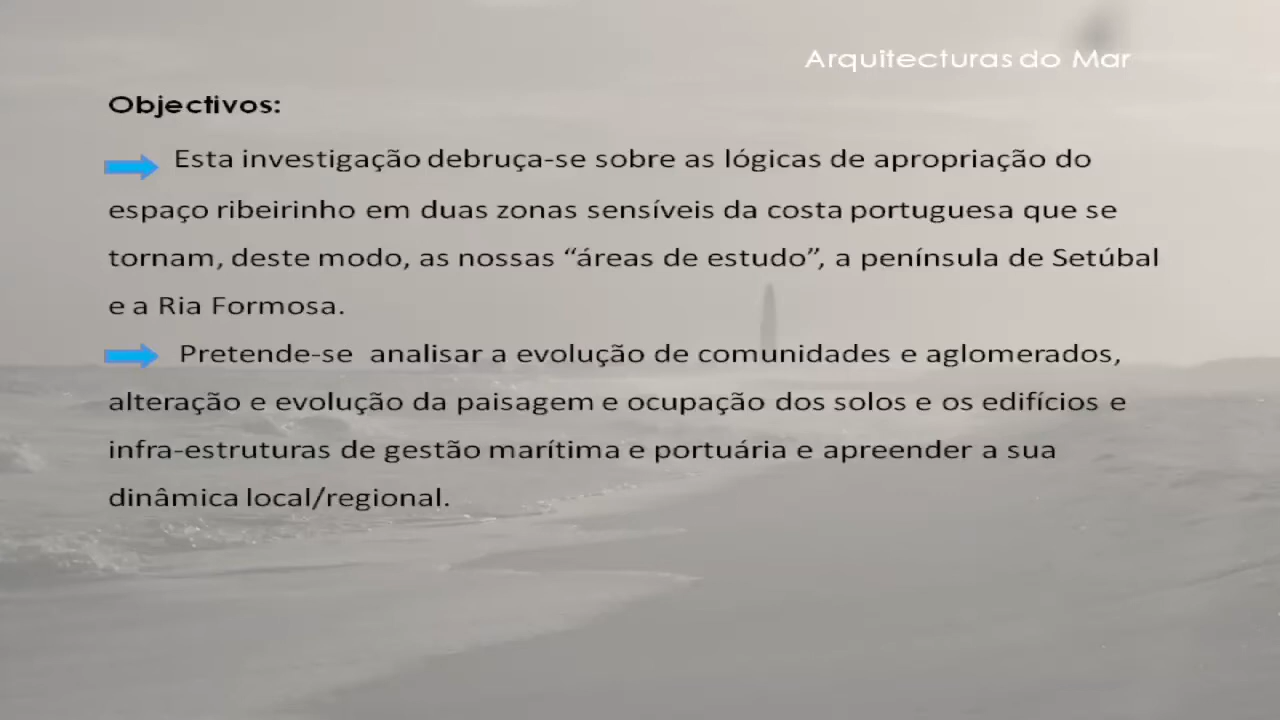 Arquitecturas do Mar
Objectivos:
Esta investigação debruça-se sobre as lógicas de apropriação do
espaço ribeirinho em duas zonas sensíveis da costa portuguesa que se
tornam, deste modo, as nossas “áreas de estudo”, a península de Setúbal
e a Ria Formosa.
Pretende-se analisar a evolução de comunidades e aglomerados,
alteração e evolução da paisagem e ocupação dos solos e os edifícios e
infra-estruturas de gestão marítima e portuária e apreender a sua
dinâmica local/regional.